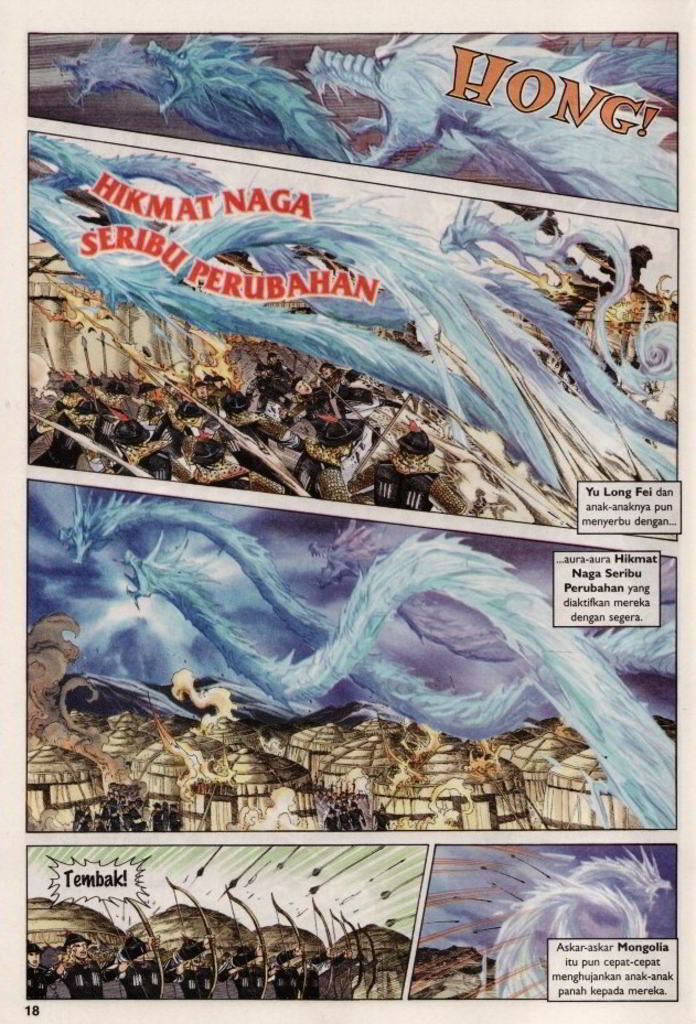 HONG!
HIKMAT NAGA
SERIBU PERUBAHAN
Yu Long Fei dan
anak-anaknya pun
menyerbu dengan...
...aura-aura Hikmat
Naga Seribu
Perubahan yang
diaktifkan mereka
dengan segera.
Tembak!
Askar-askar Mongolia
itu pun cepat-cepat
menghujankan anak-anak
panah kepada mereka.
18